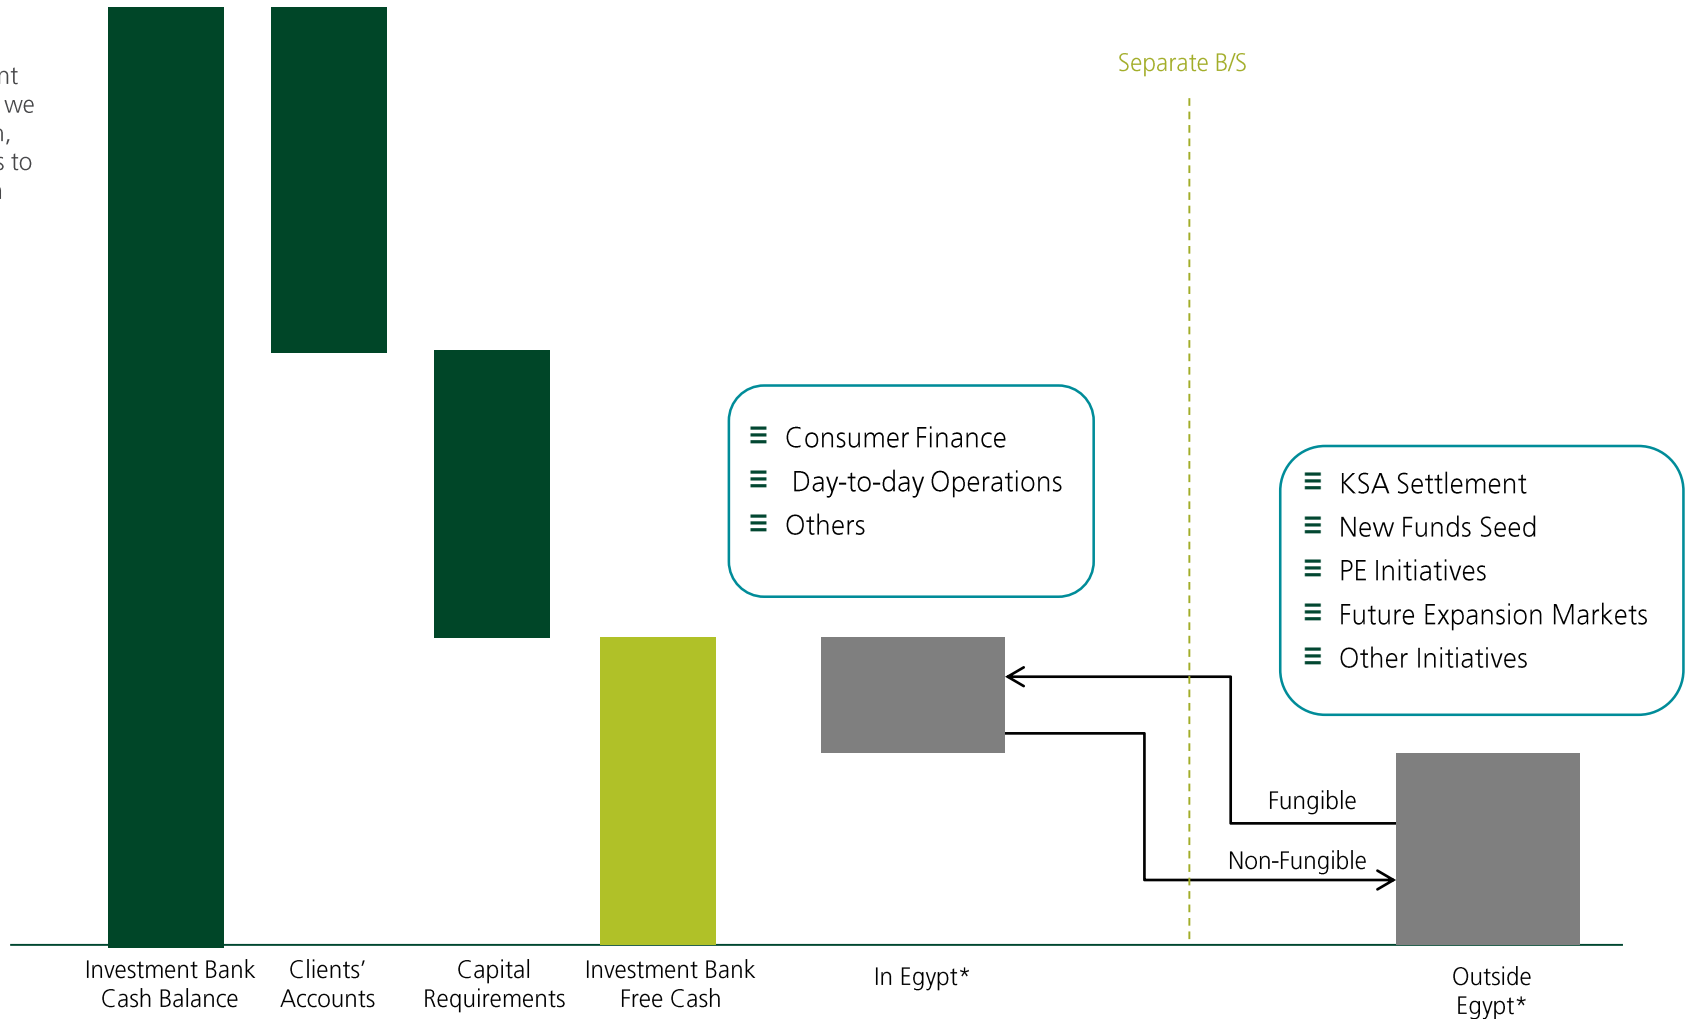 we
s to
Separate B/S
Consumer Finance
Day-to-day Operations
Others
KSA Settlement
New Funds Seed
PE Initiatives
Future Expansion Markets
Other Initiatives
Fungible
Non-Fungible
Investment Bank
Cash Balance
Clients’
Accounts
Capital
Requirements
Investment Bank
Free Cash
In Egypt*
Outside
Egypt*